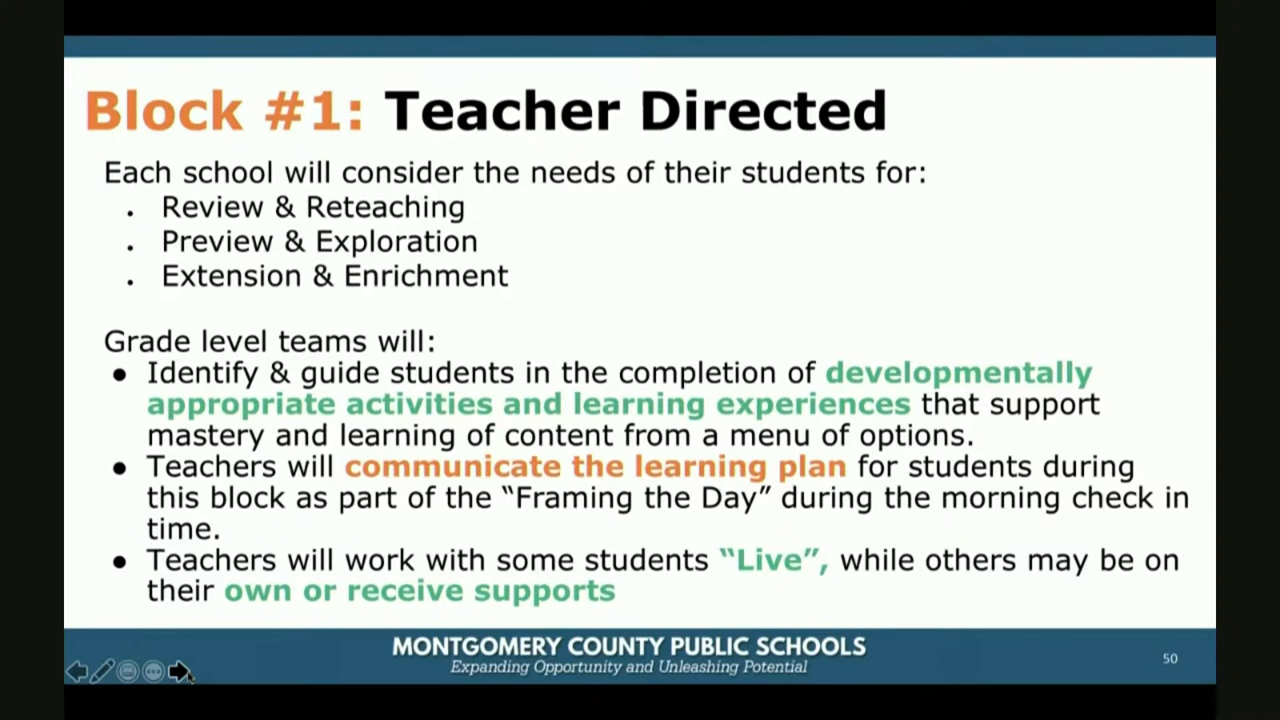 Block #1: Teacher Directed
Each school will consider the needs of their students for:
. Review & Reteaching
. Preview & Exploration
. Extension & Enrichment
Grade level teams will:
● Identify & guide students in the completion of developmentally
appropriate activities and learning experiences that support
mastery and learning of content from a menu of options.
● Teachers will communicate the learning plan for students during
this block as part of the “Framing the Day” during the morning check in
time.
● Teachers will work with some students “Live”, while others may be on
their own or receive supports
MONTGOMERY COUNTY PUBLIC SCHOOLS
Expanding Opportunity and Unleashing Potential
50